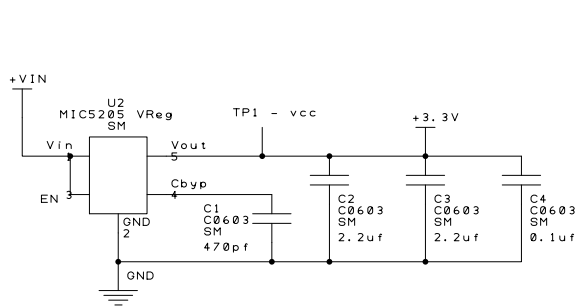 +VIN
U2
MIC5205 VReg
SM
Vin
1
EN 3
Vout
5
Cbyp
4
GND
2
TP1 - vcc
+3.3V
C1
C0603
SM
470pf
C2
C0603
SM
2.2uf
C3
C0603
SM
2.2uf
C4
C0603
SM
0.1uf
GND